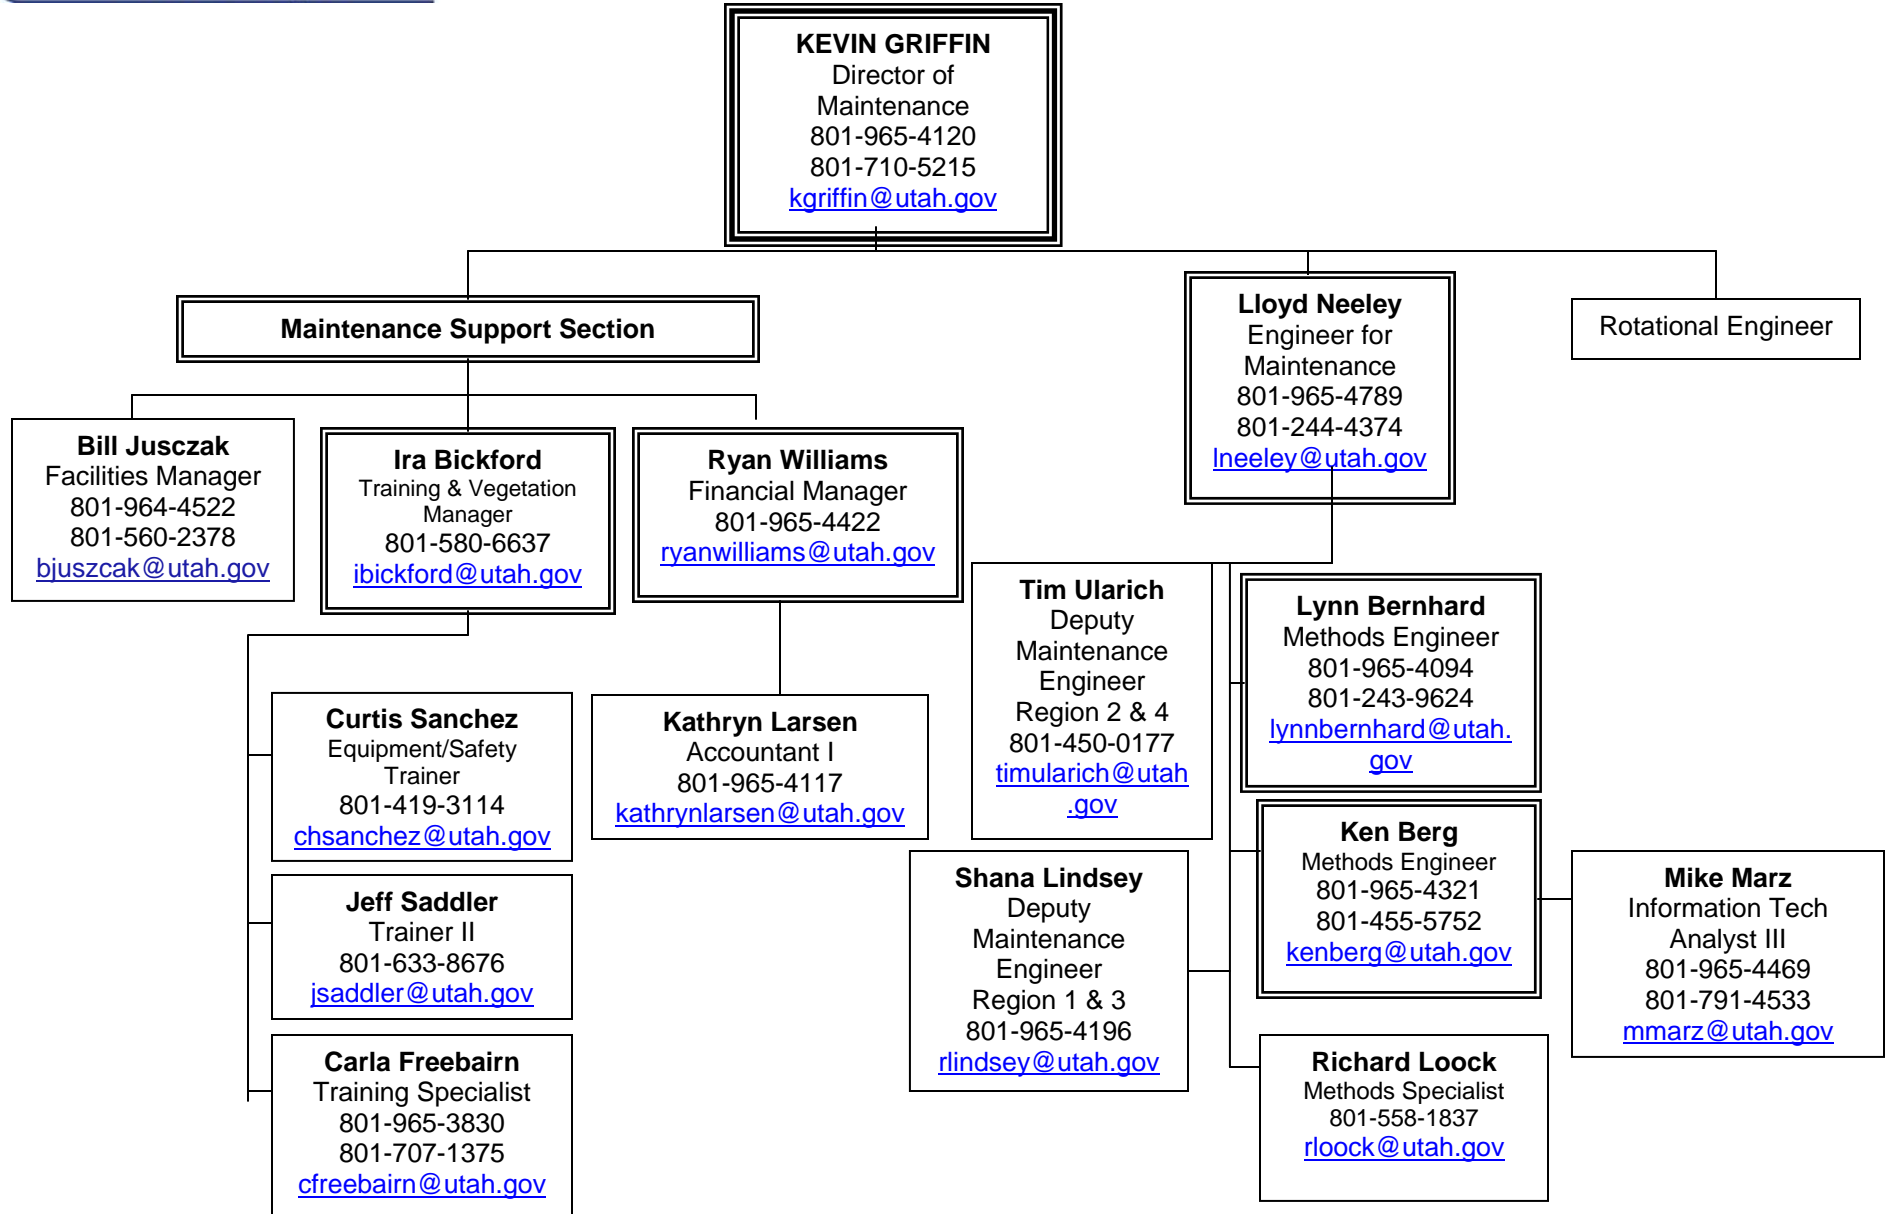 KEVIN GRIFFIN
Director of
Maintenance
801-965-4120
801-710-5215
kgriffin@utah.gov
Maintenance Support Section
Lloyd Neeley
Engineer for
Maintenance
801-965-4789
801-244-4374
lneeley@utah.gov
Rotational Engineer
Bill Jusczak
Facilities Manager
801-964-4522
801-560-2378
bjuszcak@utah.gov
Ira Bickford
Training & Vegetation
Manager
801-580-6637
ibickford@utah.gov
Ryan Williams
Financial Manager
801-965-4422
ryanwilliams@utah.gov
Curtis Sanchez
Equipment/Safety
Trainer
801-419-3114
chsanchez@utah.gov
Jeff Saddler
Trainer II
801-633-8676
jsaddler@utah.gov
Carla Freebairn
Training Specialist
801-965-3830
801-707-1375
cfreebairn@utah.gov
Kathryn Larsen
Accountant I
801-965-4117
kathrynlarsen@utah.gov
Tim Ularich
Deputy
Maintenance
Engineer
Region 2 & 4
801-450-0177
timularich@utah
.gov
Shana Lindsey
Deputy
Maintenance
Engineer
Region 1 & 3
801-965-4196
rlindsey@utah.gov
Lynn Bernhard
Methods Engineer
801-965-4094
801-243-9624
lynnbernhard@utah.
gov
Ken Berg
Methods Engineer
801-965-4321
801-455-5752
kenberg@utah.gov
Mike Marz
Information Tech
Analyst III
801-965-4469
801-791-4533
mmarz@utah.gov
Richard Loock
Methods Specialist
801-558-1837
rloock@utah.gov